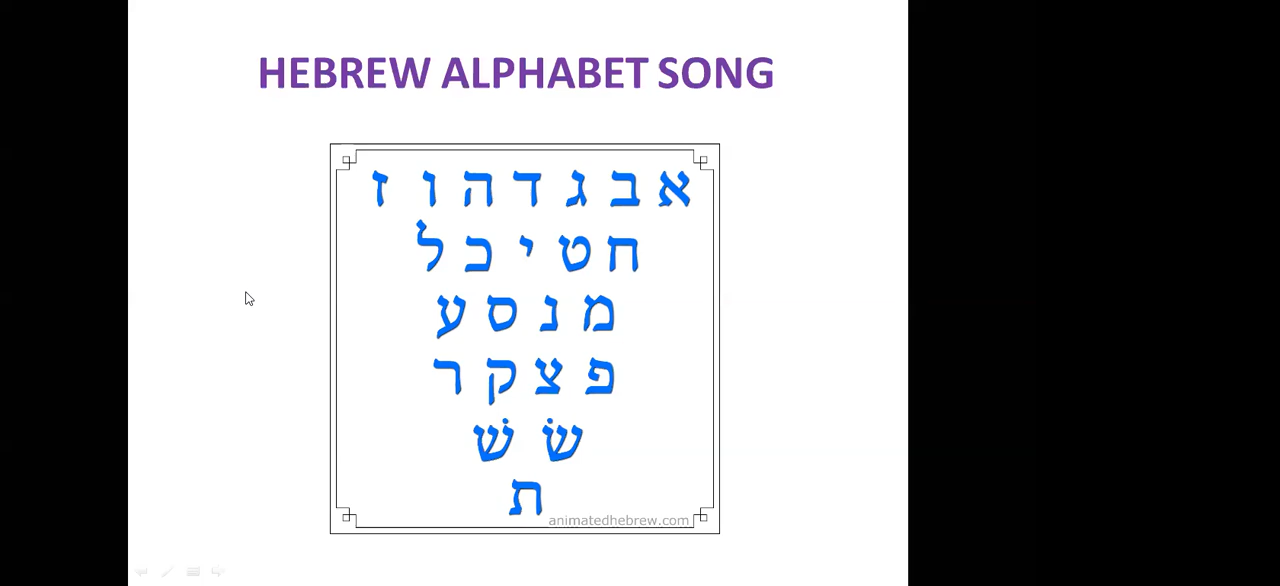 HEBREW ALPHABET SONG
א ב ג ד ה ו ז
ח ט י כ ל
מ נ ס ע
פ צ ק ר
שׂ שׁ
ת
animatedhebrew.com